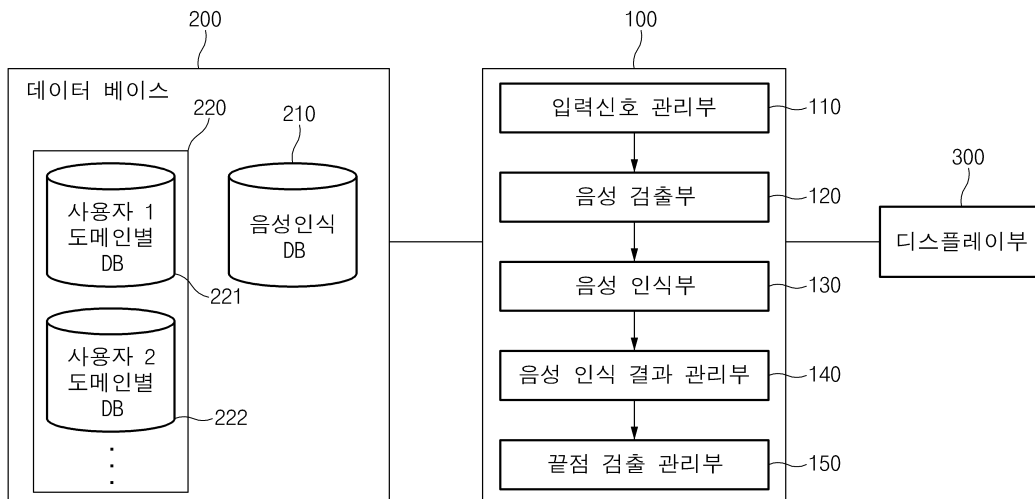 200
데이터 베이스
220
210
사용자 1
도메인별
DB
221
음성인식
DB
사용자 2
도메인별
DB
222
100
입력신호 관리부
110
음성 검출부
120
음성 인식부
130
음성 인식 결과 관리부
140
끝점 검출 관리부
150
300
디스플레이부